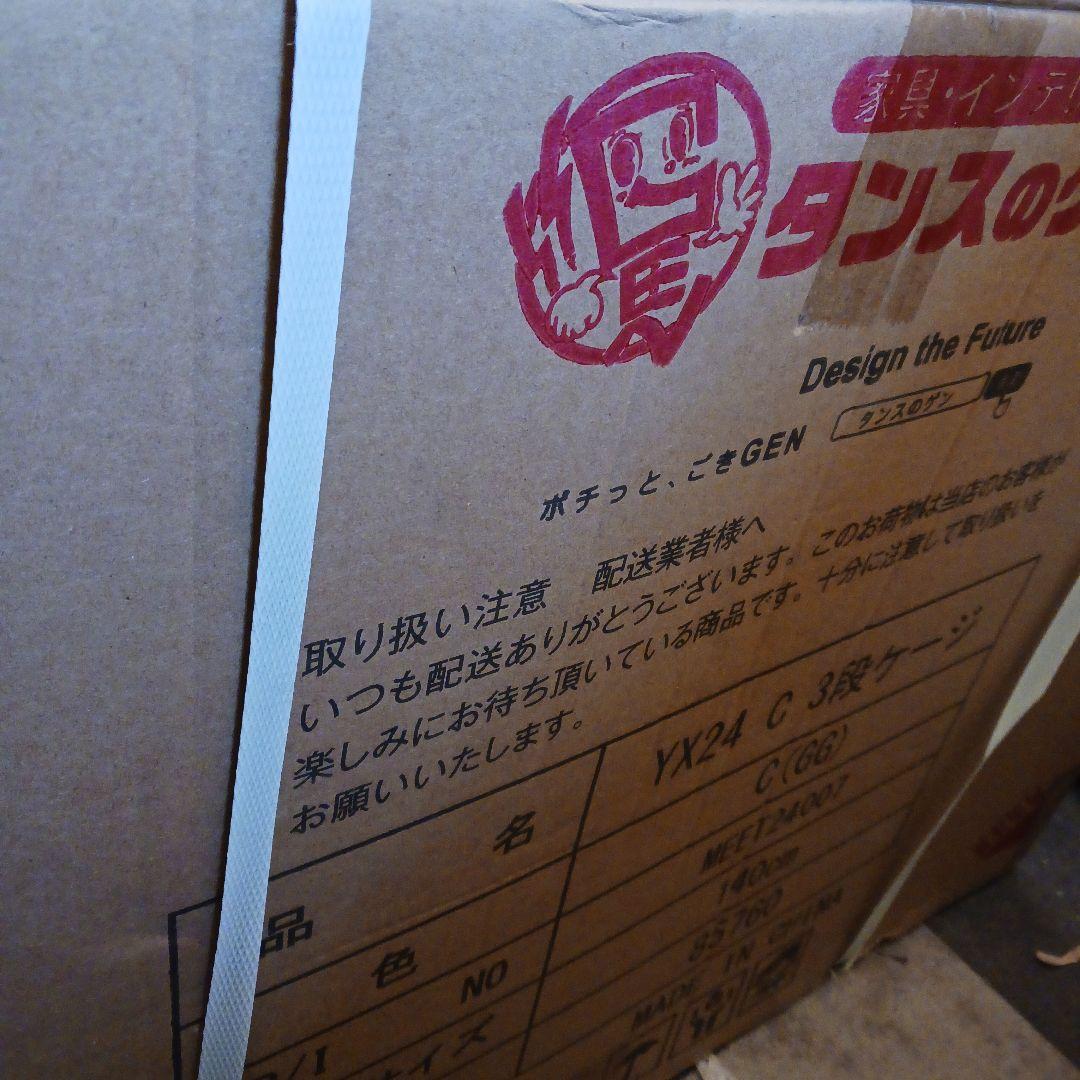 家具・インテリ
タンスのゲ
Design the Future
タンスのゲン
ポチっと、ごきGEN
取り扱い注意 配送業者様へ
いつも配送ありがとうございます。このお荷物は当店のお客様が
楽しみにお待ち頂いている商品です。十分に注意して取り扱いを
お願いいたします。
品 名 YX24 C 3段ケージ
色 C(GG)
/I NO MEET24007
イズ 140cm
8S760
MADE IN CHINA